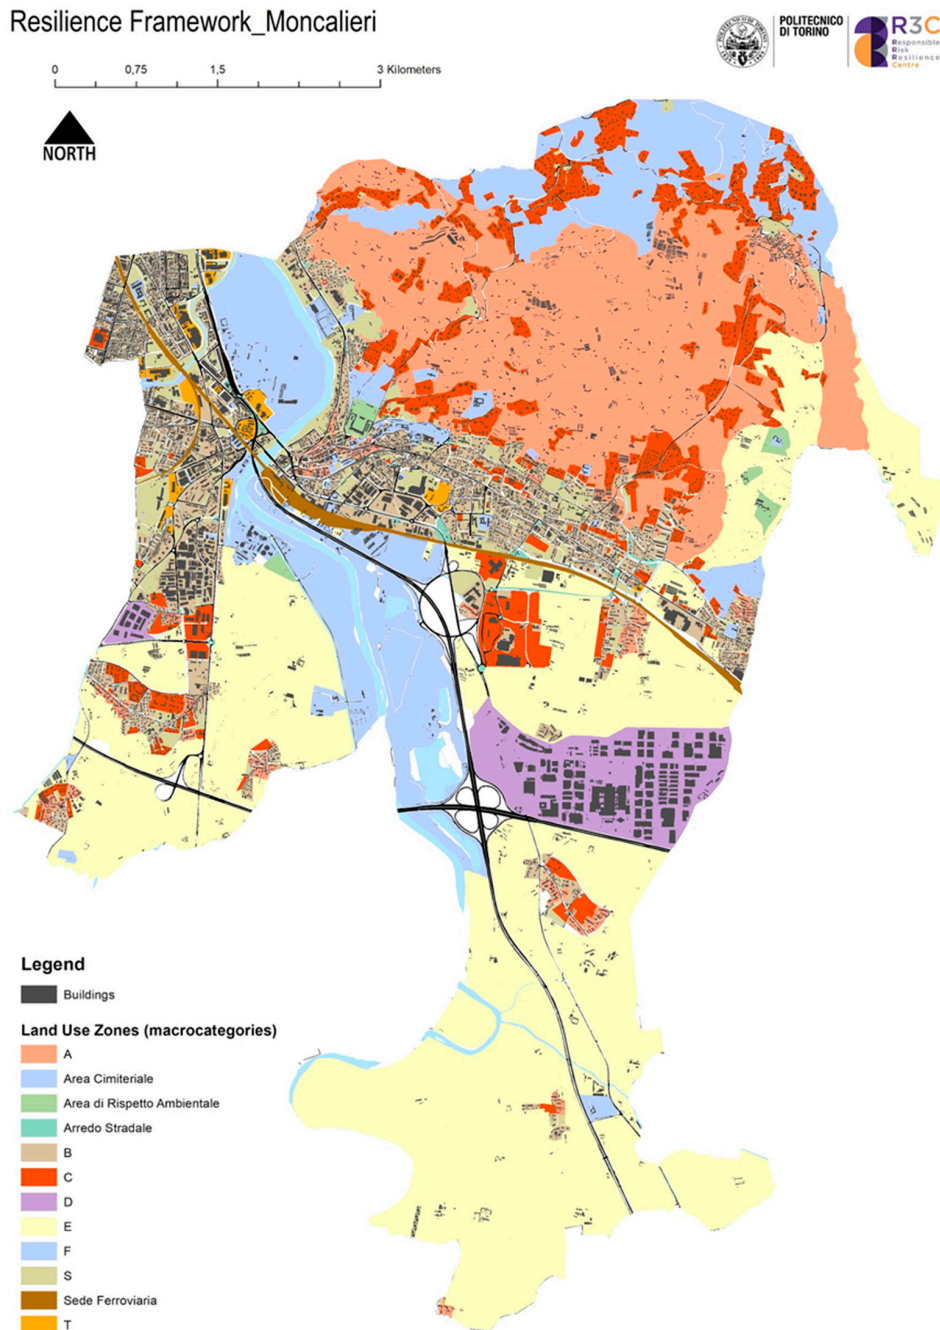 Resilience Framework_Moncalieri
POLITECNICO
DI TORINO
R3C
Responsible
Risk
Resilience
Centre
0 0,75 1,5 3 Kilometers
NORTH
Legend
Buildings
Land Use Zones (macrocategories)
A
Area Cimiteriale
Area di Rispetto Ambientale
Arredo Stradale
B
C
D
E
F
S
Sede Ferroviaria
T